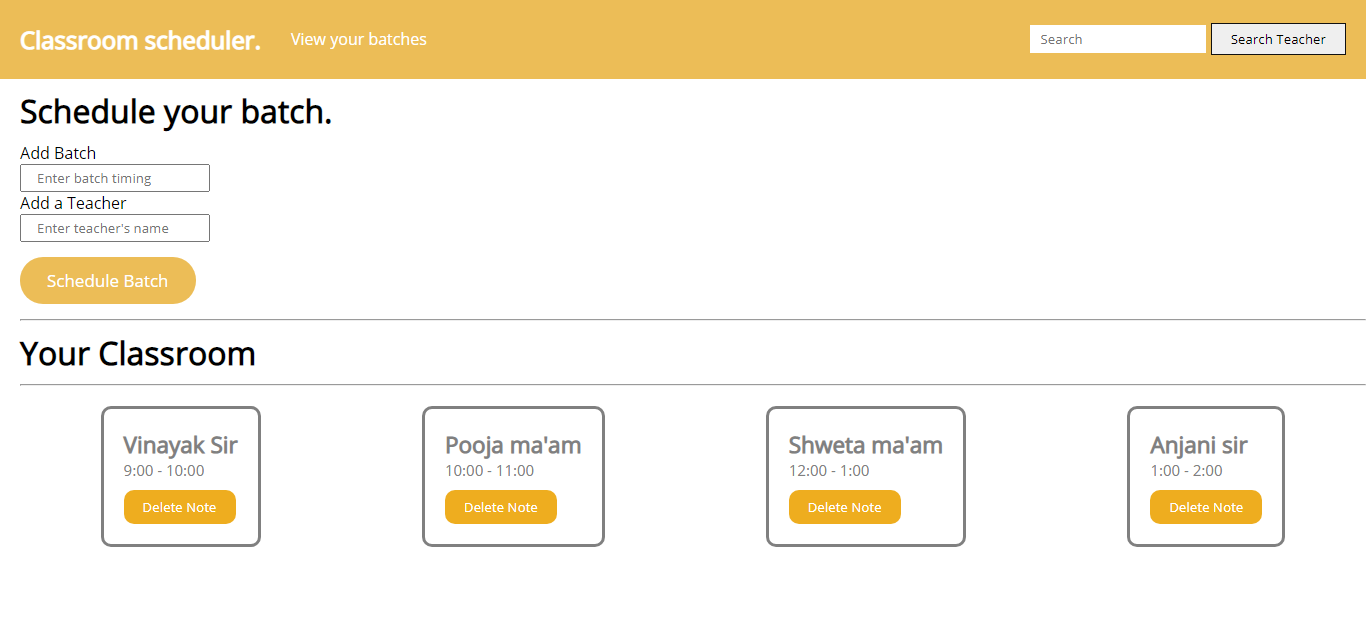 Classroom scheduler. View your batches Search Search Teacher
Schedule your batch.
Add Batch
Enter batch timing
Add a Teacher
Enter teacher's name
Schedule Batch
Your Classroom
Vinayak Sir
9:00 - 10:00
Delete Note
Pooja ma'am
10:00 - 11:00
Delete Note
Shweta ma'am
12:00 - 1:00
Delete Note
Anjani sir
1:00 - 2:00
Delete Note